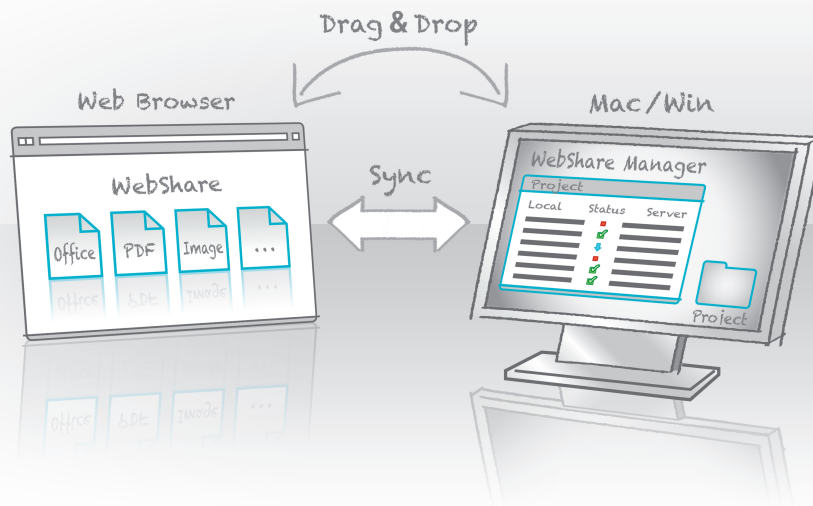 Drag & Drop
Web Browser
Mac/Win
WebShare
Office
PDF
Image
...
Sync
WebShare Manager
Project
Local Status Server
Project